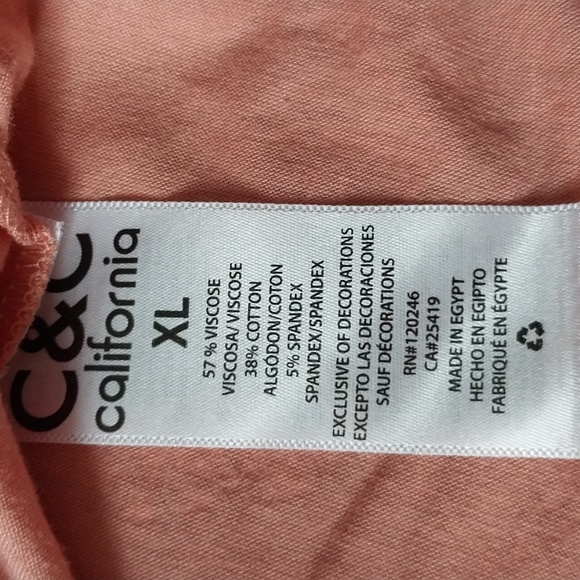 C&C
california
XL
57 % VISCOSE
VISCOSA/ VISCOSE
38% COTTON
ALGODON/COTON
5% SPANDEX
SPANDEX/SPANDEX
EXCLUSIVE OF DECORATIONS
EXCEPTO LAS DECORACIONES
SAUF DÉCORATIONS
RN#120246
CA#25419
MADE IN EGYPT
HECHO EN EGIPTO
FABRIQUÉ EN ÉGYPTE